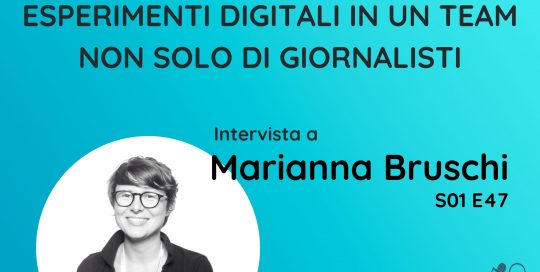 ESPERIMENTI DIGITALI IN UN TEAM
NON SOLO DI GIORNALISTI
Intervista a
Marianna Bruschi
S01 E47